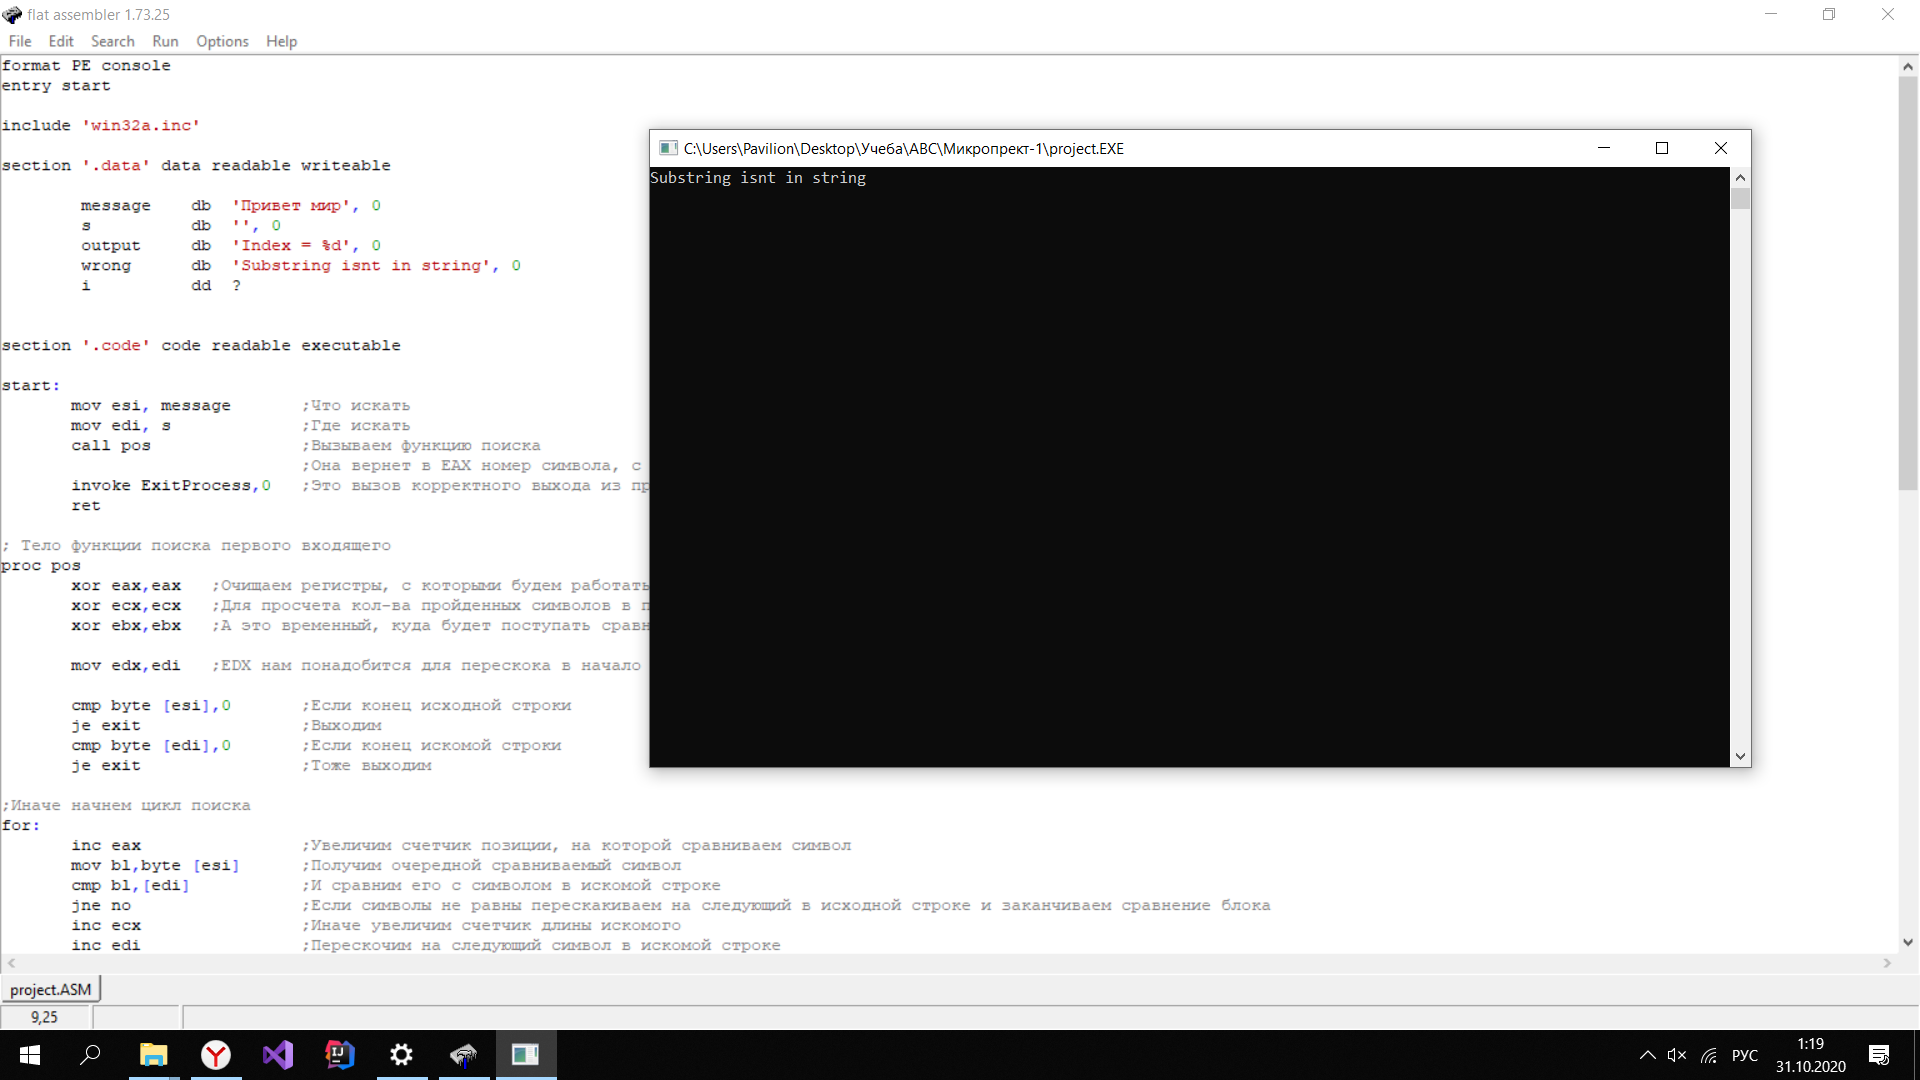 flat assembler 1.73.25
File Edit Search Run Options Help
format PE console
entry start
include 'win32a.inc'
section '.data' data readable writeable
message db 'Привет мир', 0
s db '', 0
output db 'Index = %d', 0
wrong db 'Substring isnt in string', 0
i dd ?
section '.code' code readable executable
start:
mov esi, message ;Что искать
mov edi, s ;Где искать
call pos ;Вызываем функцию поиска
;Она вернет в EAX номер символа, с
invoke ExitProcess,0 ;Это вызов корректного выхода из пр
ret
; Тело функции поиска первого входящего
proc pos
xor eax,eax ;Очищаем регистры, с которыми будем работать
xor ecx,ecx ;Для просчета кол-ва пройденных символов в п
xor ebx,ebx ;А это временный, куда будет поступать сравн
mov edx,edi ;EDX нам понадобится для перескока в начало
cmp byte [esi],0 ;Если конец исходной строки
je exit ;Выходим
cmp byte [edi],0 ;Если конец искомой строки
je exit ;Тоже выходим
;Иначе начнем цикл поиска
for:
inc eax ;Увеличим счетчик позиции, на которой сравниваем символ
mov bl,byte [esi] ;Получим очередной сравниваемый символ
cmp bl,[edi] ;И сравним его с символом в искомой строке
jne no ;Если символы не равны перескакиваем на следующий в исходной строке и заканчиваем сравнение блока
inc ecx ;Иначе увеличим счетчик длины искомого
inc edi ;Перескочим на следующий символ в искомой строке
C:\Users\Pavilion\Desktop\Учеба\АВС\Микропрект-1\project.EXE
Substring isnt in string
project.ASM
9,25
РУС
1:19
31.10.2020